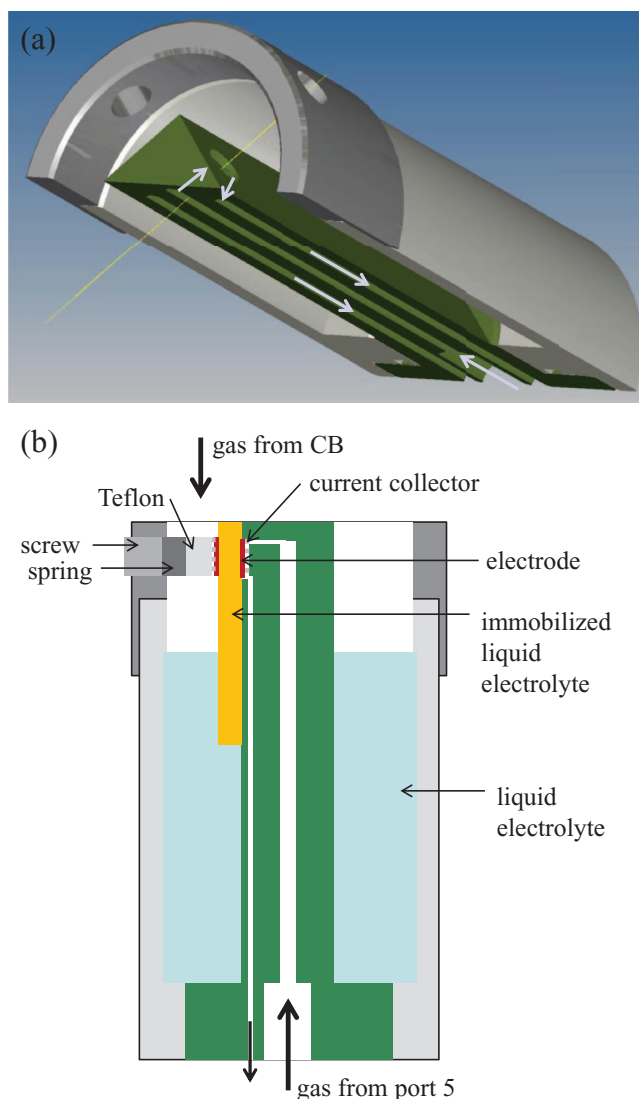 (a)
(b)
gas from CB
Teflon
current collector
screw
spring
electrode
immobilized
liquid
electrolyte
liquid
electrolyte
gas from port 5